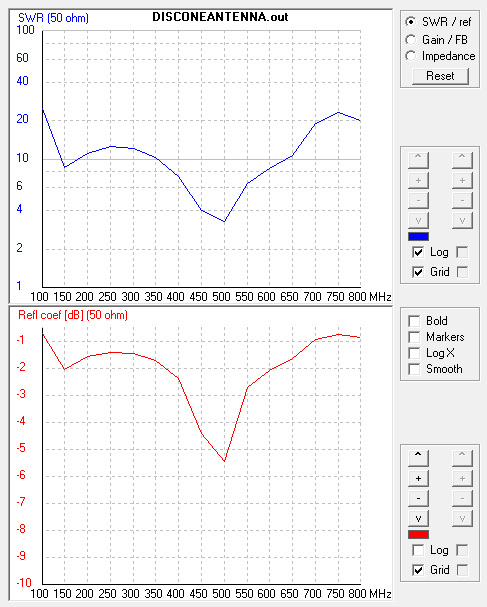 SWR (50 ohm) DISCONEANTENNA.out
100
60
40
20
10
6
4
2
1
100 150 200 250 300 350 400 450 500 550 600 650 700 750 800 MHz
Refl coef [dB] (50 ohm)
-1
-2
-3
-4
-5
-6
-7
-8
-9
-10
100 150 200 250 300 350 400 450 500 550 600 650 700 750 800 MHz
SWR / ref
Gain / FB
Impedance
Reset
^ ^
+ +
- -
v v
Log
Grid
Bold
Markers
Log X
Smooth
^ ^
+ +
- -
v v
Log
Grid